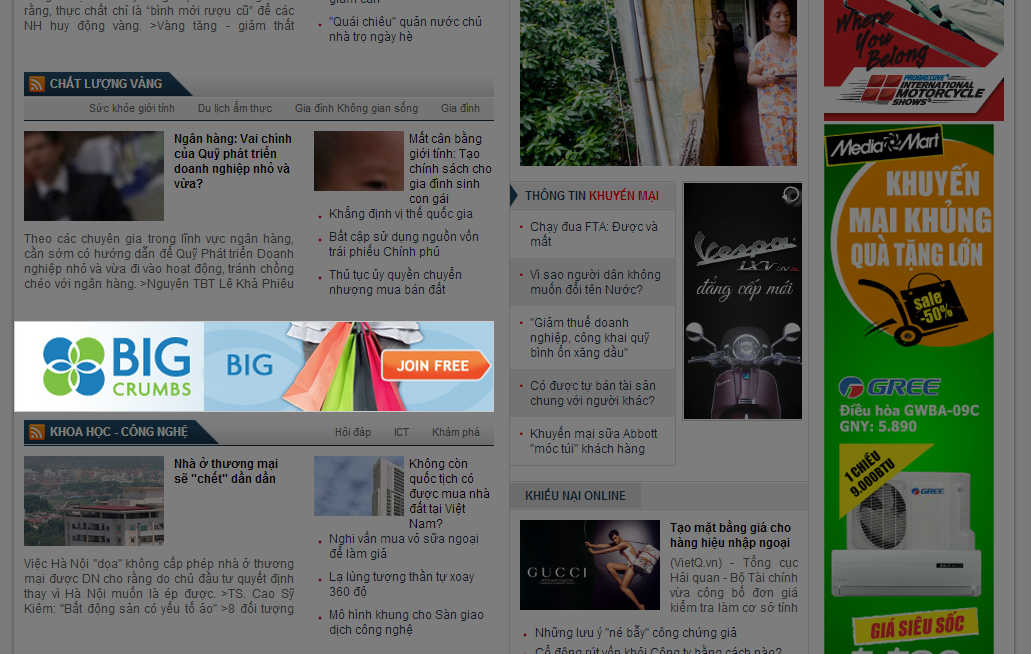 rằng, thực chất chỉ là “bình mới rượu cũ” để các
NH huy động vàng. >Vàng tăng - giảm thất
"Quái chiêu" quán nước chủ
nhà trọ ngày hè
CHẤT LƯỢNG VÀNG
Sức khỏe giới tính
Du lịch ẩm thực
Gia đình Không gian sống
Gia đình
Ngân hàng: Vai chính
của Quỹ phát triển
doanh nghiệp nhỏ và
vừa?
Theo các chuyên gia trong lĩnh vực ngân hàng,
cần sớm có hướng dẫn để Quỹ Phát triển Doanh
nghiệp nhỏ và vừa đi vào hoạt động, tránh chồng
chéo với ngân hàng. >Nguyên TBT Lê Khả Phiêu
Mất cân bằng
giới tính: Tạo
chính sách cho
gia đình sinh
con gái
Khẳng định vị thế quốc gia
Bất cập sử dụng nguồn vốn
trái phiếu Chính phủ
Thủ tục ủy quyền chuyển
nhượng mua bán đất
BIG
CRUMBS
BIG
JOIN FREE
KHOA HỌC - CÔNG NGHỆ
Hỏi đáp
ICT
Khám phá
Nhà ở thương mại
sẽ "chết" dần dần
Việc Hà Nội "dọa" không cấp phép nhà ở thương
mại được DN cho rằng do chủ đầu tư quyết định
thay vì Hà Nội muốn là ép được. >TS. Cao Sỹ
Kiêm: "Bất động sản có yếu tố ảo" >8 đối tượng
Không còn
quốc tịch có
được mua nhà
đất tại Việt
Nam?
Nghi vấn mua vỏ sữa ngoại
để làm giả
Lạ lùng tượng thần tự xoay
360 độ
Mô hình khung cho Sàn giao
dịch công nghệ
THÔNG TIN KHUYẾN MẠI
Chạy đua FTA: Được và
mất
Vì sao người dân không
muốn đổi tên Nước?
"Giảm thuế doanh
nghiệp, công khai quỹ
bình ổn xăng dầu"
Có được tự bán tài sản
chung với người khác?
Khuyến mại sữa Abbott
"móc túi" khách hàng
Vespa
LXV 3V ie
đẳng cấp mới
KHIẾU NẠI ONLINE
GUCCI
Tạo mặt bằng giá cho
hàng hiệu nhập ngoại
(VietQ.vn) - Tổng cục
Hải quan - Bộ Tài chính
vừa công bố đơn giá
kiểm tra làm cơ sở tính
Những lưu ý "né bẫy" công chứng giả
Cổ đông rút vốn khỏi Công ty bằng cách nào?
Where
You
Belong
PROGRESSIVE
INTERNATIONAL
MOTORCYCLE
SHOWS
Media Mart
KHUYẾN
MẠI KHỦNG
QUÀ TẶNG LỚN
sale
-50%
GREE
Điều hòa GWBA-09C
GNY: 5.890
1 CHIỀU
9.000BTU
GREE
GIÁ SIÊU SỐC